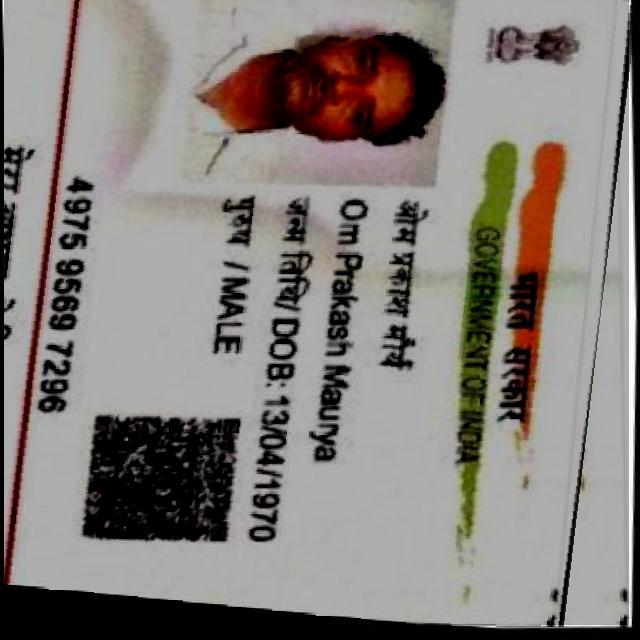 भारत सरकार
GOVERNMENT OF INDIA
ओम प्रकाश मौर्य
Om Prakash Maurya
जन्म तिथि/ DOB: 13/04/1970
पुरुष / MALE
4975 9569 7296
मेरा